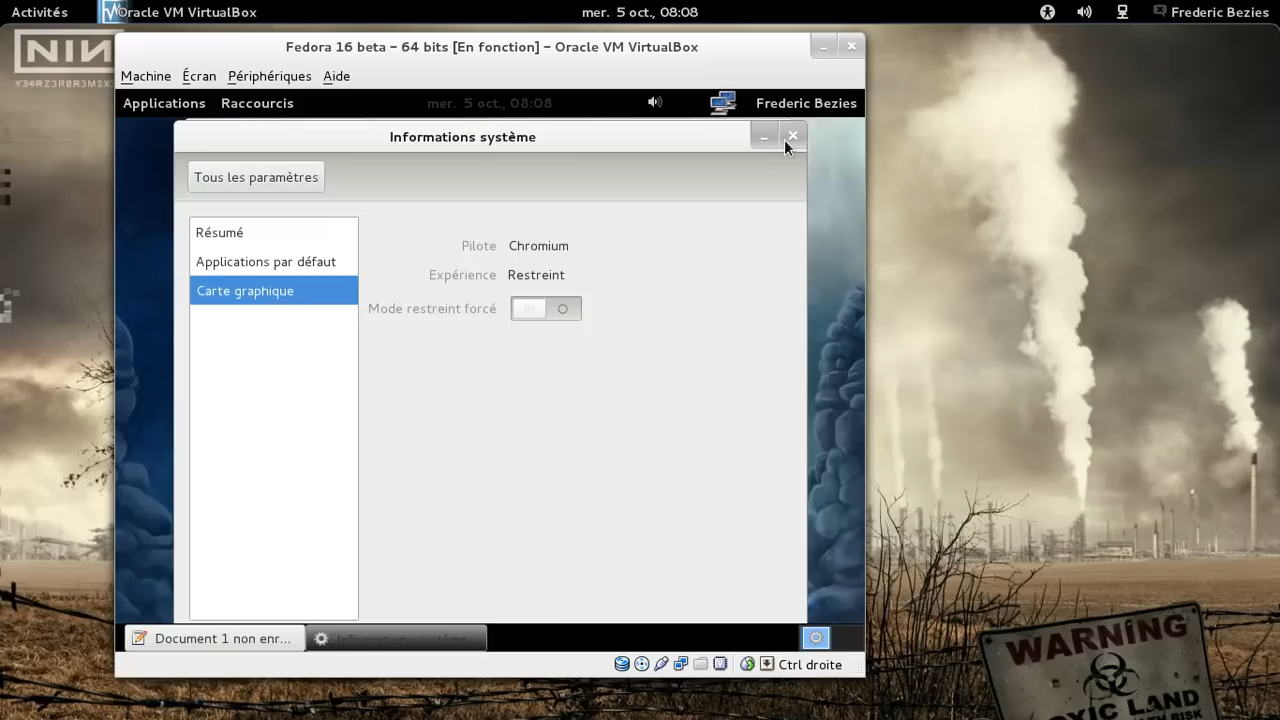 Activités
Oracle VM VirtualBox
mer. 5 oct., 08:08
Frederic Bezies
NIN
Fedora 16 beta – 64 bits [En fonction] – Oracle VM VirtualBox
Machine Écran Périphériques Aide
Applications Raccourcis
mer. 5 oct., 08:08
Frederic Bezies
Informations système
Tous les paramètres
Résumé
Applications par défaut
Carte graphique
Pilote Chromium
Expérience Restreint
Mode restreint forcé
Document 1 non enr...
Informations système
Ctrl droite
WARNING